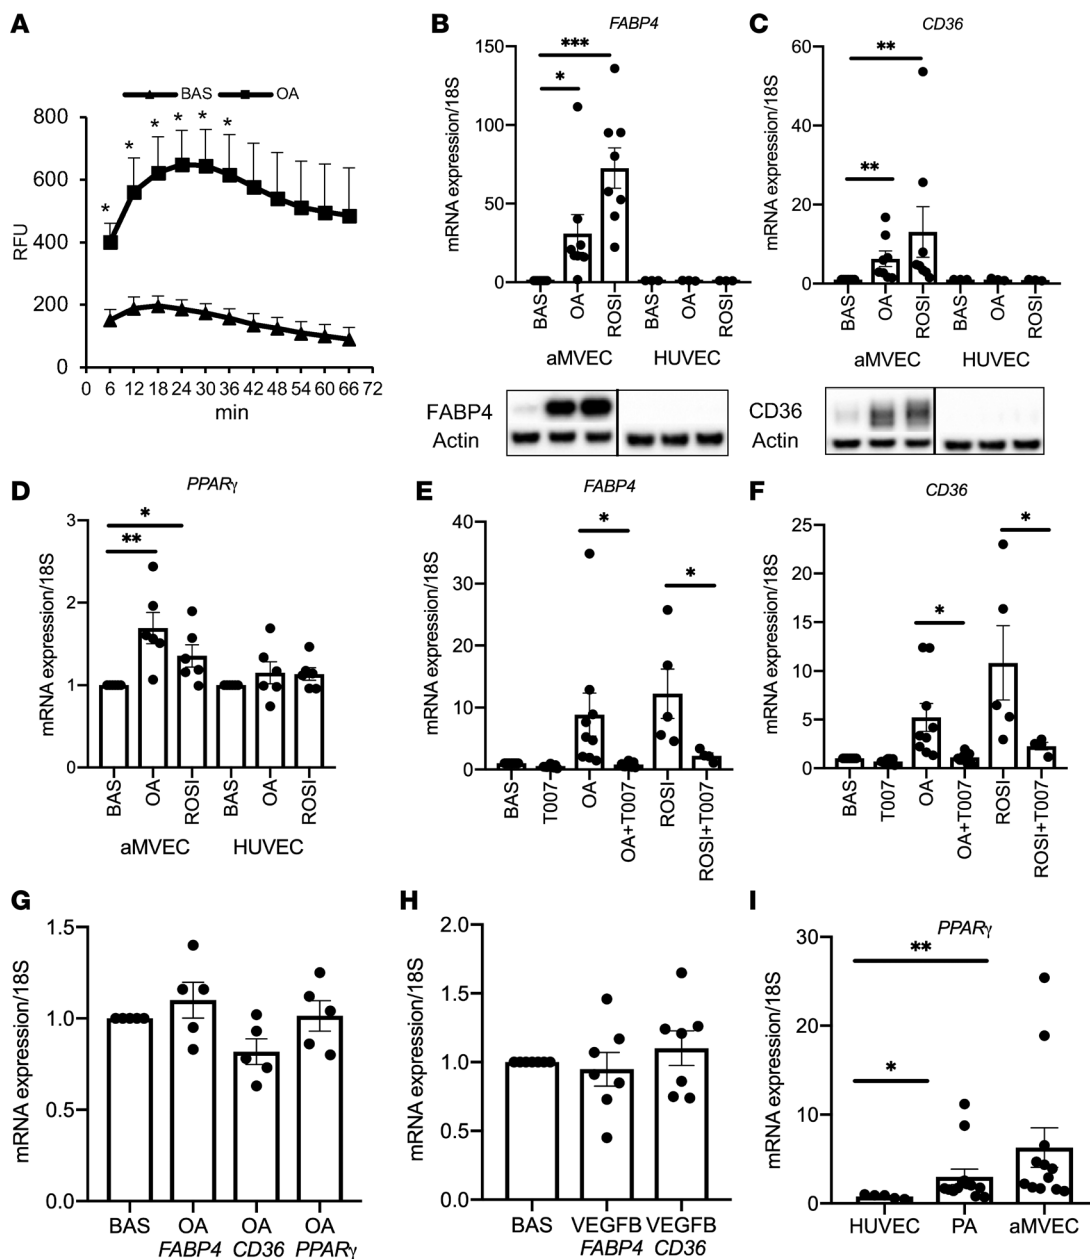 A
BAS OA
800
600
400
200
0
RFU
* * * * * *
0 6 12 18 24 30 36 42 48 54 60 66 72
min
B
FABP4
mRNA expression/18S
150
100
50
0
***
*
BAS OA ROSI BAS OA ROSI
aMVEC HUVEC
FABP4
Actin
C
CD36
mRNA expression/18S
60
40
20
0
**
**
BAS OA ROSI BAS OA ROSI
aMVEC HUVEC
CD36
Actin
D
PPARγ
mRNA expression/18S
3
2
1
0
*
**
BAS OA ROSI BAS OA ROSI
aMVEC HUVEC
E
FABP4
mRNA expression/18S
40
30
20
10
0
*
*
BAS T007 OA OA+T007 ROSI ROSI+T007
F
CD36
mRNA expression/18S
25
20
15
10
5
0
*
*
BAS T007 OA OA+T007 ROSI ROSI+T007
G
mRNA expression/18S
1.5
1.0
0.5
0.0
BAS OA OA OA
FABP4 CD36 PPARγ
H
mRNA expression/18S
2.0
1.5
1.0
0.5
0.0
BAS VEGFB VEGFB
FABP4 CD36
I
PPARγ
mRNA expression/18S
30
20
10
0
**
*
HUVEC PA aMVEC